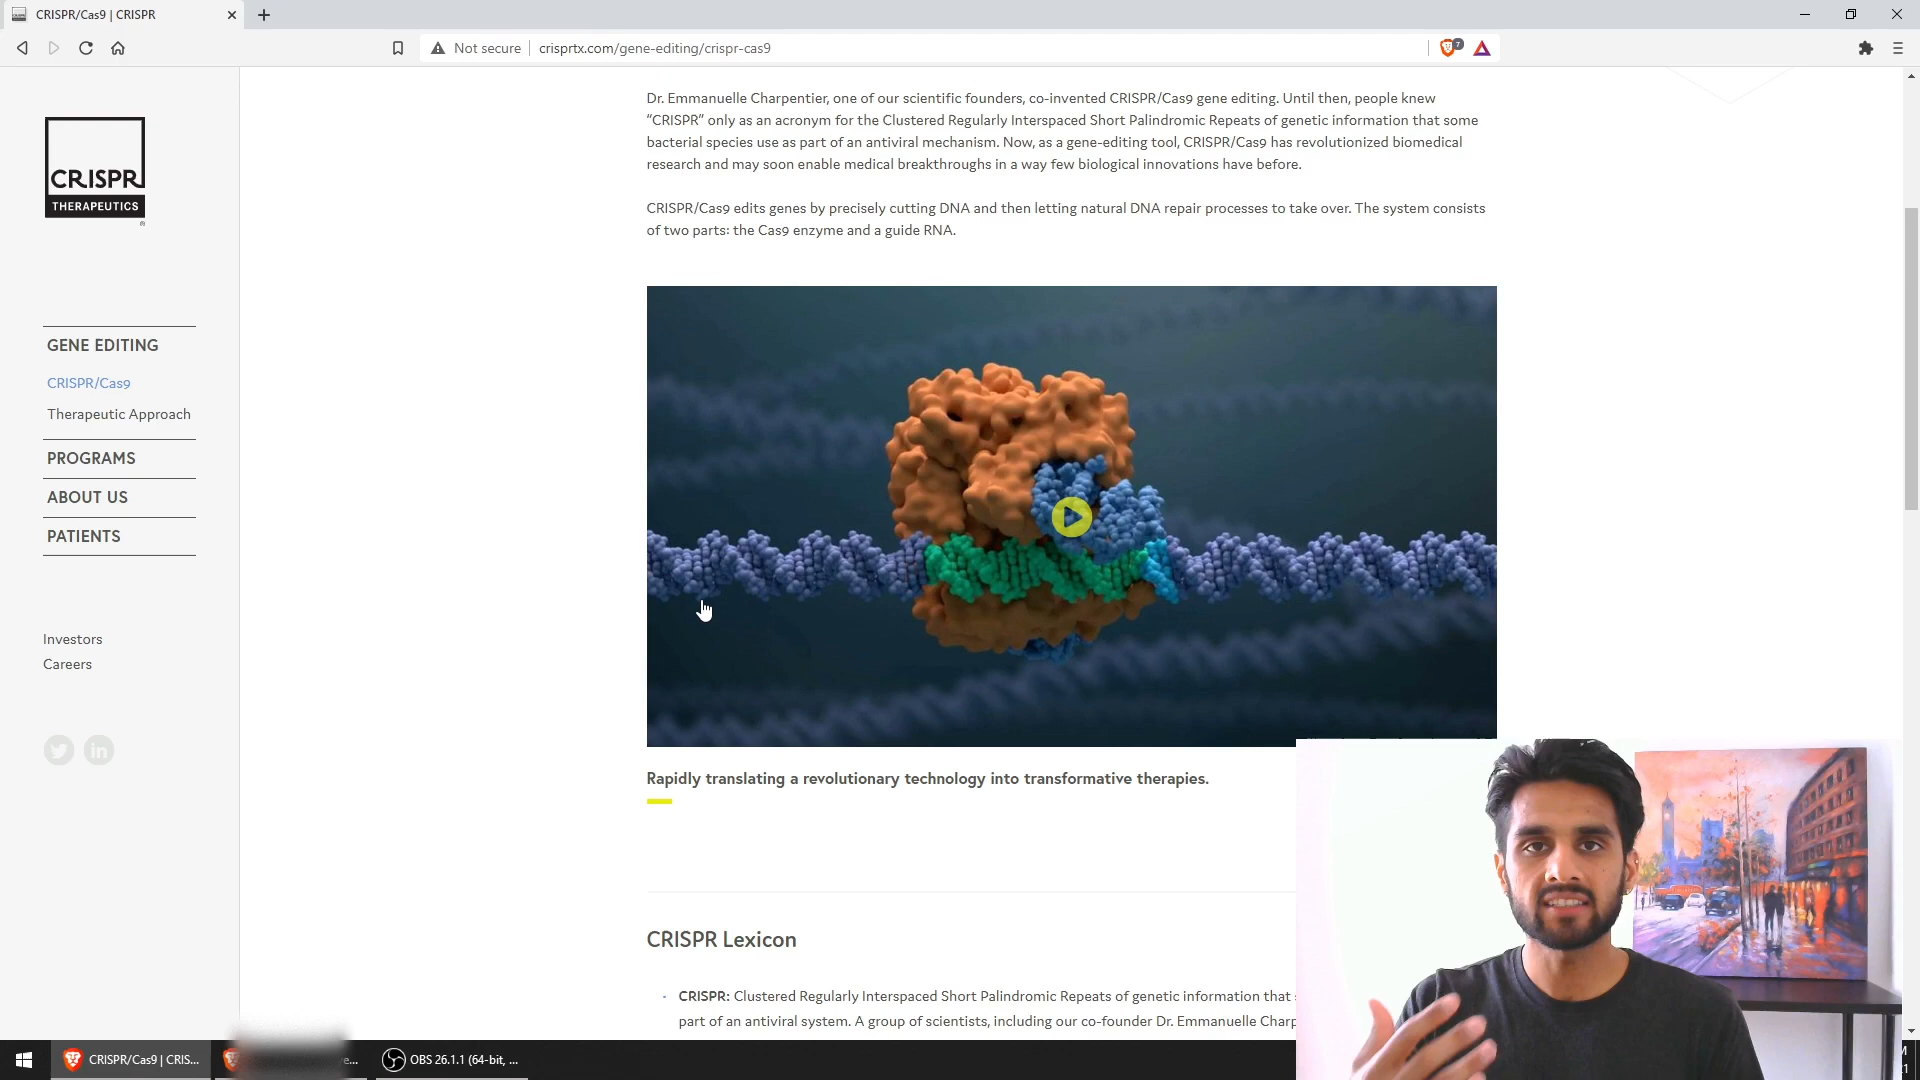 CRISPR/Cas9 | CRISPR
Not secure
crisprtx.com/gene-editing/crispr-cas9
7
CRISPR
THERAPEUTICS
GENE EDITING
CRISPR/Cas9
Therapeutic Approach
PROGRAMS
ABOUT US
PATIENTS
Investors
Careers
in
Dr. Emmanuelle Charpentier, one of our scientific founders, co-invented CRISPR/Cas9 gene editing. Until then, people knew
“CRISPR” only as an acronym for the Clustered Regularly Interspaced Short Palindromic Repeats of genetic information that some
bacterial species use as part of an antiviral mechanism. Now, as a gene-editing tool, CRISPR/Cas9 has revolutionized biomedical
research and may soon enable medical breakthroughs in a way few biological innovations have before.
CRISPR/Cas9 edits genes by precisely cutting DNA and then letting natural DNA repair processes to take over. The system consists
of two parts: the Cas9 enzyme and a guide RNA.
Rapidly translating a revolutionary technology into transformative therapies.
CRISPR Lexicon
- CRISPR: Clustered Regularly Interspaced Short Palindromic Repeats of genetic information that
part of an antiviral system. A group of scientists, including our co-founder Dr. Emmanuelle Charp
CRISPR/Cas9 | CRIS...
e...
OBS 26.1.1 (64-bit, ...